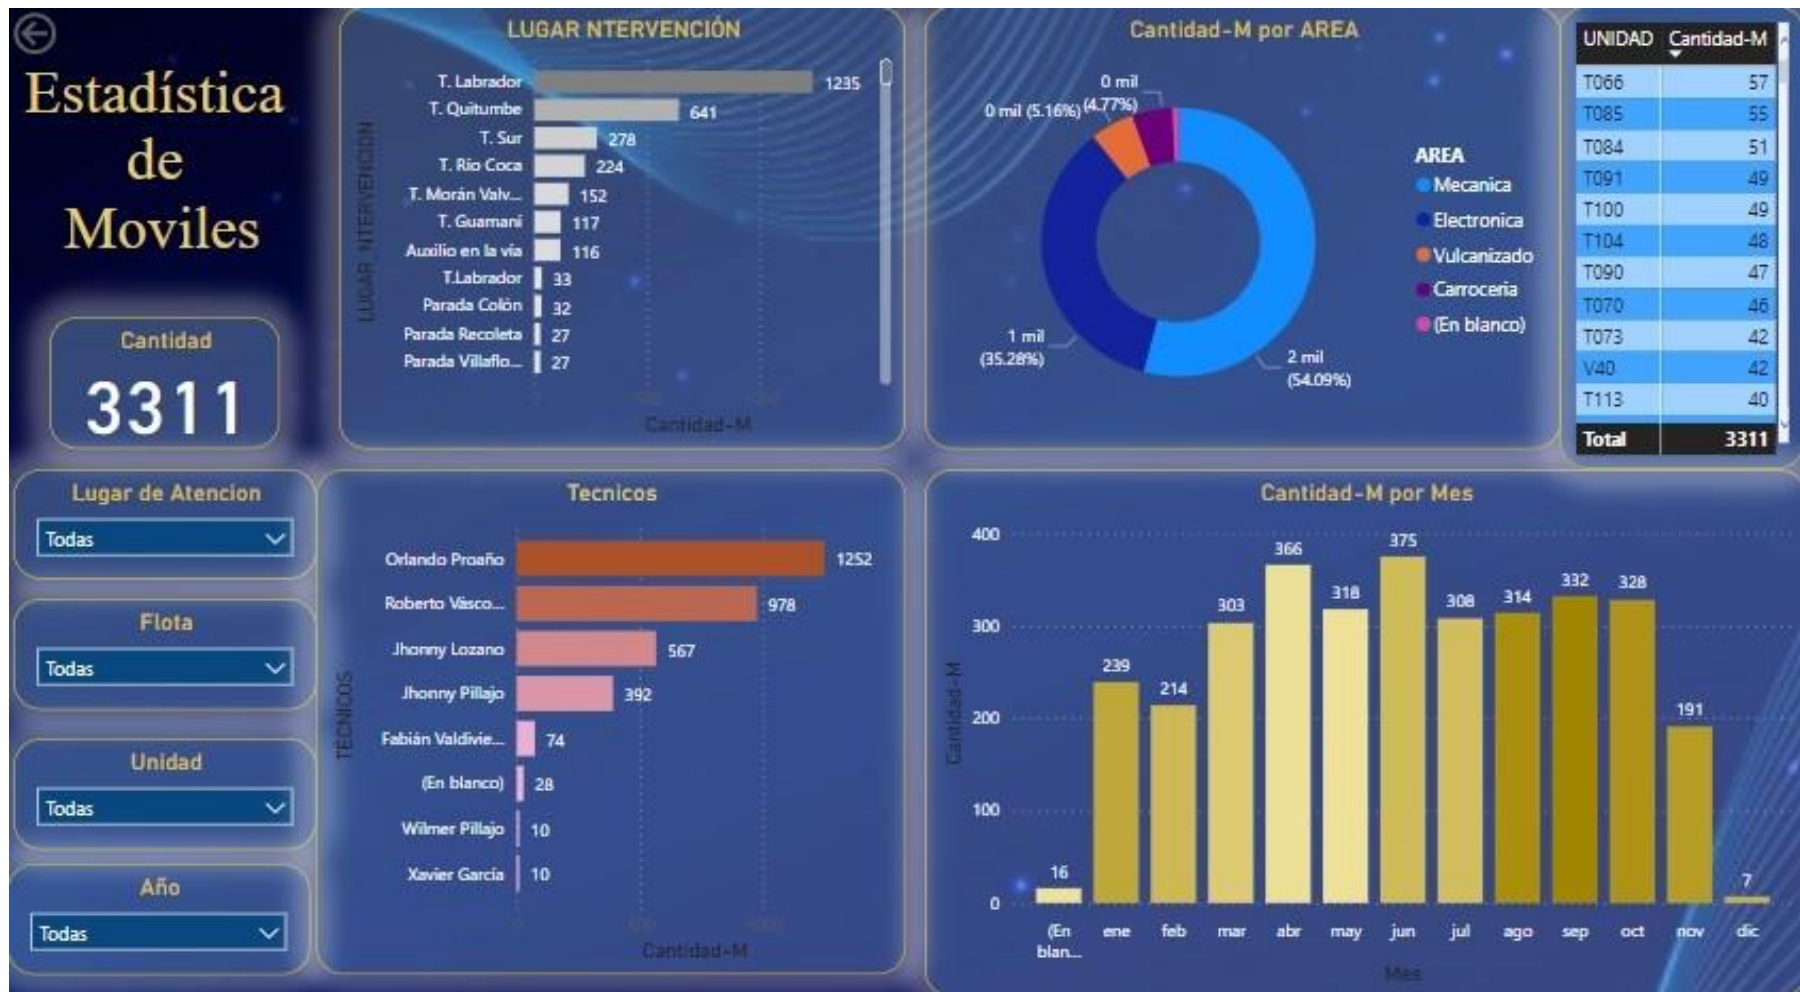 Estadística
de
Moviles
Cantidad
3311
LUGAR NTERVENCIÓN
LUGAR_NTERVENCION
T. Labrador 1235
T. Quitumbe 641
T. Sur 278
T. Río Coca 224
T. Morán Valv... 152
T. Guamaní 117
Auxilio en la vía 116
T.Labrador 33
Parada Colón 32
Parada Recoleta 27
Parada Villaflo... 27
Cantidad-M
Cantidad-M por AREA
0 mil
(4.77%)
0 mil (5.16%)
1 mil
(35.28%)
2 mil
(54.09%)
AREA
Mecanica
Electronica
Vulcanizado
Carroceria
(En blanco)
UNIDAD Cantidad-M
T066 57
T085 55
T084 51
T091 49
T100 49
T104 48
T090 47
T070 46
T073 42
V40 42
T113 40
Total 3311
Lugar de Atencion
Todas
Flota
Todas
Unidad
Todas
Año
Todas
Tecnicos
TÉCNICOS
Orlando Proaño 1252
Roberto Vásco... 978
Jhonny Lozano 567
Jhonny Pillajo 392
Fabián Valdivie... 74
(En blanco) 28
Wilmer Pillajo 10
Xavier García 10
Cantidad-M
Cantidad-M por Mes
Cantidad-M
400
300
200
100
0
16 239 214 303 366 318 375 308 314 332 328 191 7
(En blan... ene feb mar abr may jun jul ago sep oct nov dic
Mes